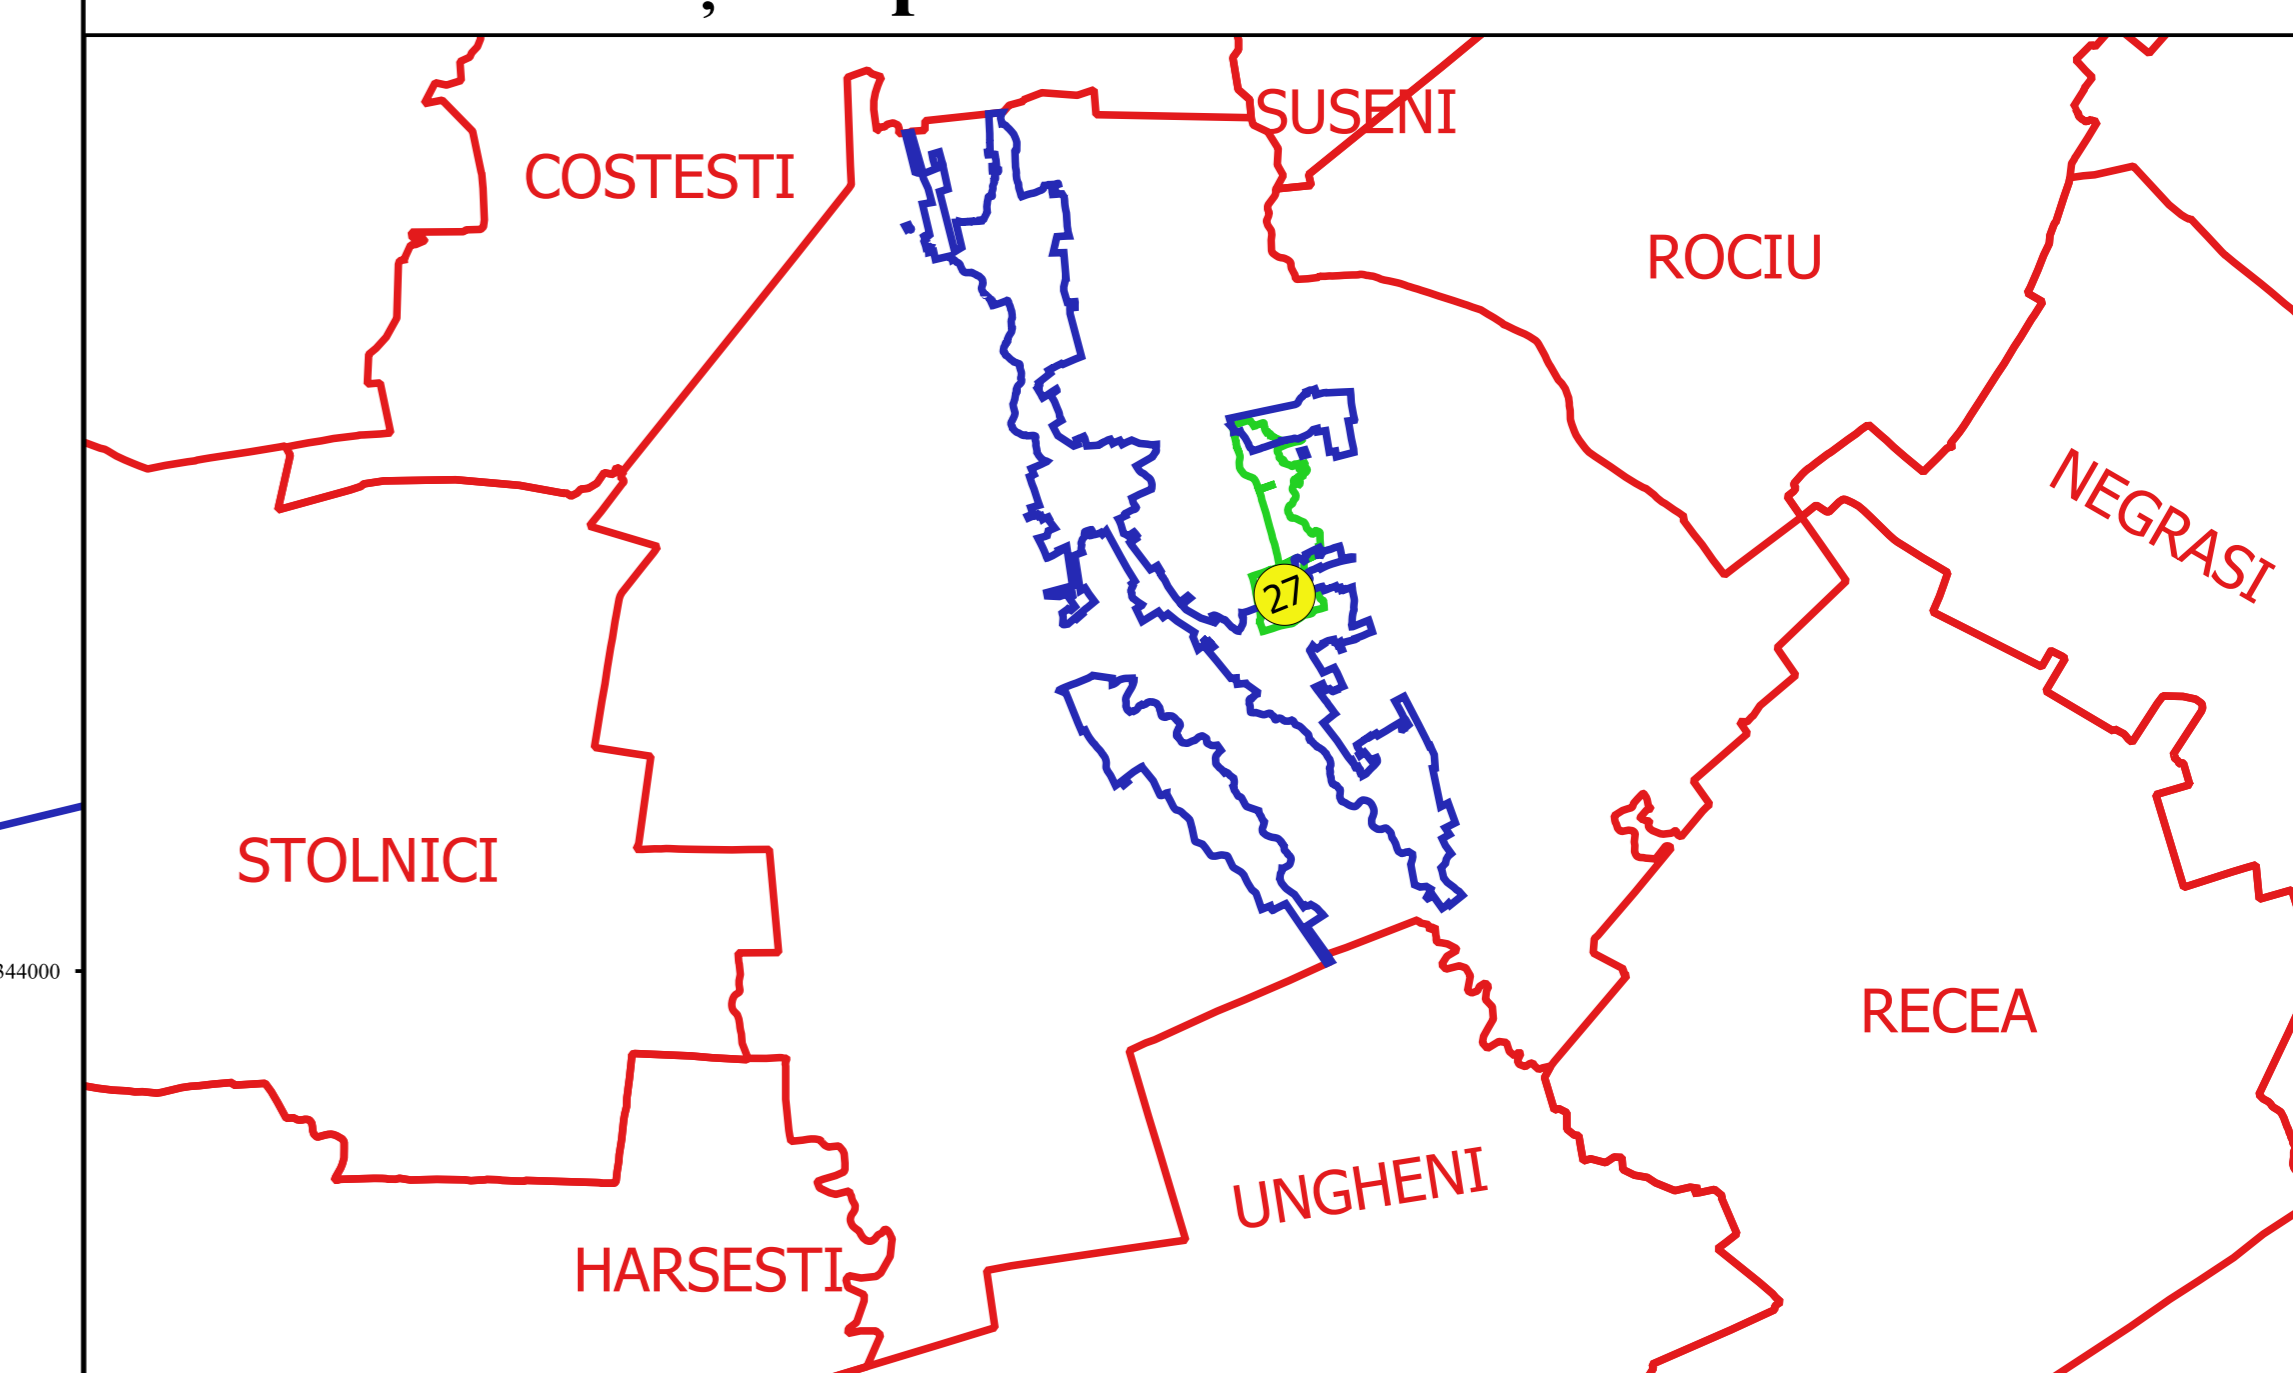 SUSENI
COSTESTI
ROCIU
NEGRASI
27
STOLNICI
344000
RECEA
UNGHENI
HARSESTI